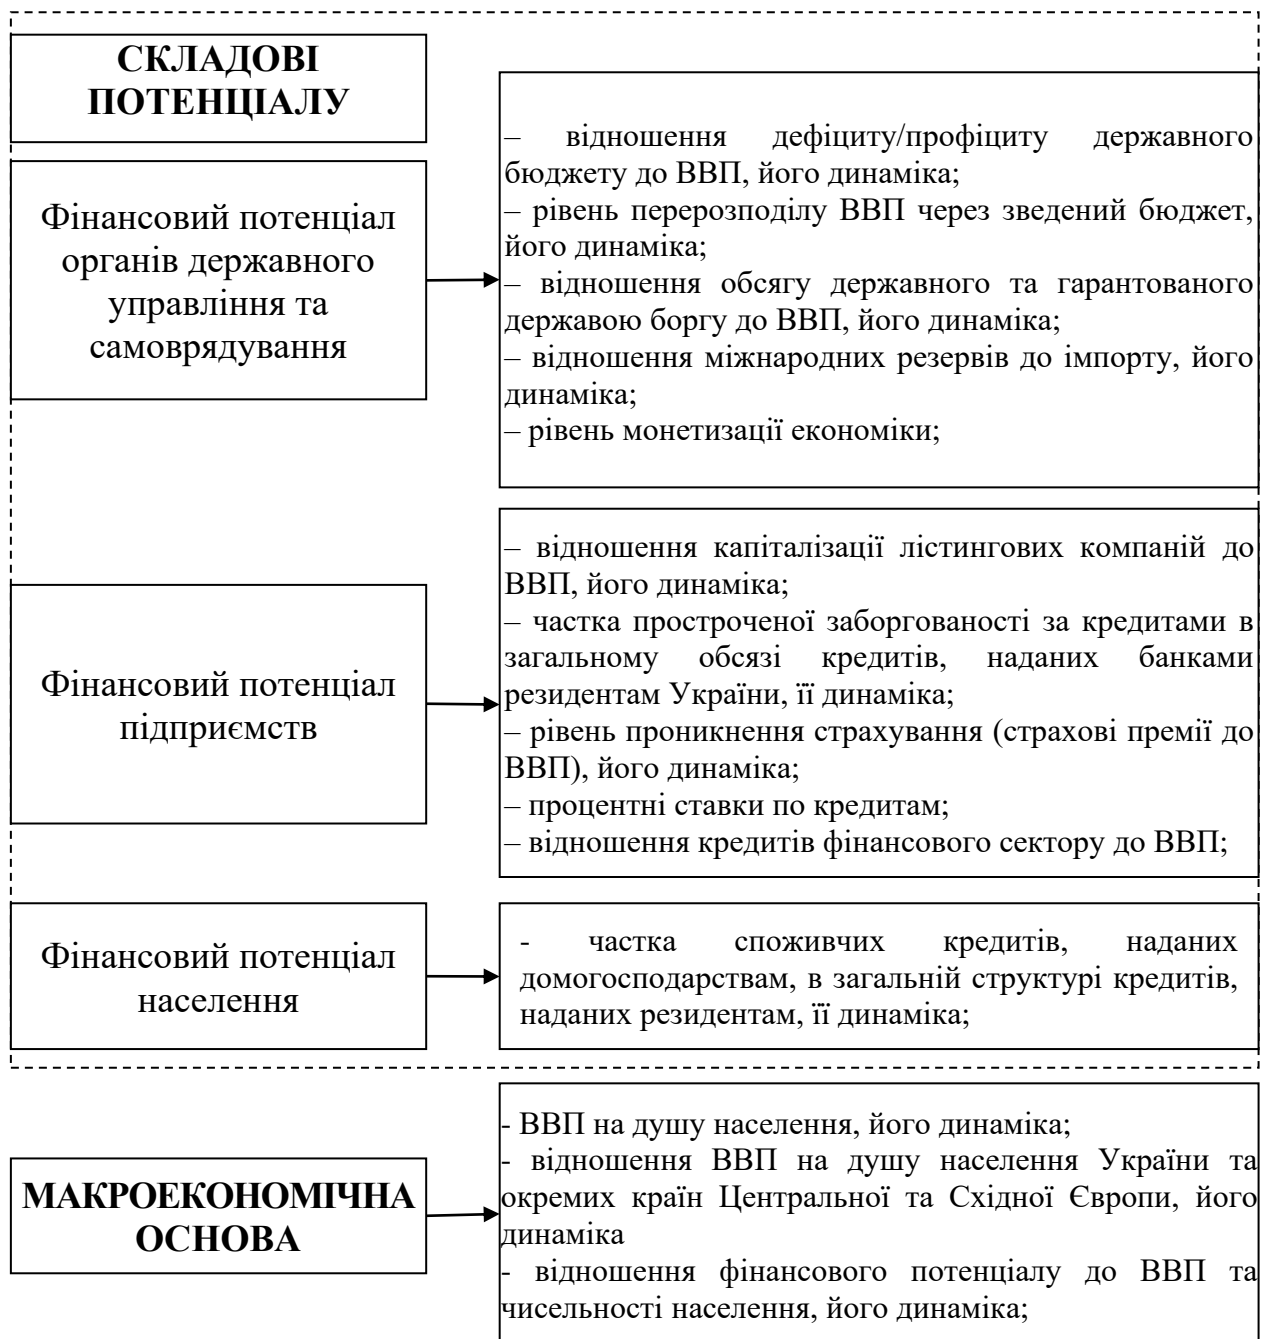 СКЛАДОВІ
ПОТЕНЦІАЛУ
Фінансовий потенціал
органів державного
управління та
самоврядування
– відношення дефіциту/профіциту державного
бюджету до ВВП, його динаміка;
– рівень перерозподілу ВВП через зведений бюджет,
його динаміка;
– відношення обсягу державного та гарантованого
державою боргу до ВВП, його динаміка;
– відношення міжнародних резервів до імпорту, його
динаміка;
– рівень монетизації економіки;
Фінансовий потенціал
підприємств
– відношення капіталізації лістингових компаній до
ВВП, його динаміка;
– частка простроченої заборгованості за кредитами в
загальному обсязі кредитів, наданих банками
резидентам України, її динаміка;
– рівень проникнення страхування (страхові премії до
ВВП), його динаміка;
– процентні ставки по кредитам;
– відношення кредитів фінансового сектору до ВВП;
Фінансовий потенціал
населення
- частка споживчих кредитів, наданих
домогосподарствам, в загальній структурі кредитів,
наданих резидентам, її динаміка;
МАКРОЕКОНОМІЧНА
ОСНОВА
- ВВП на душу населення, його динаміка;
- відношення ВВП на душу населення України та
окремих країн Центральної та Східної Європи, його
динаміка
- відношення фінансового потенціалу до ВВП та
чисельності населення, його динаміка;